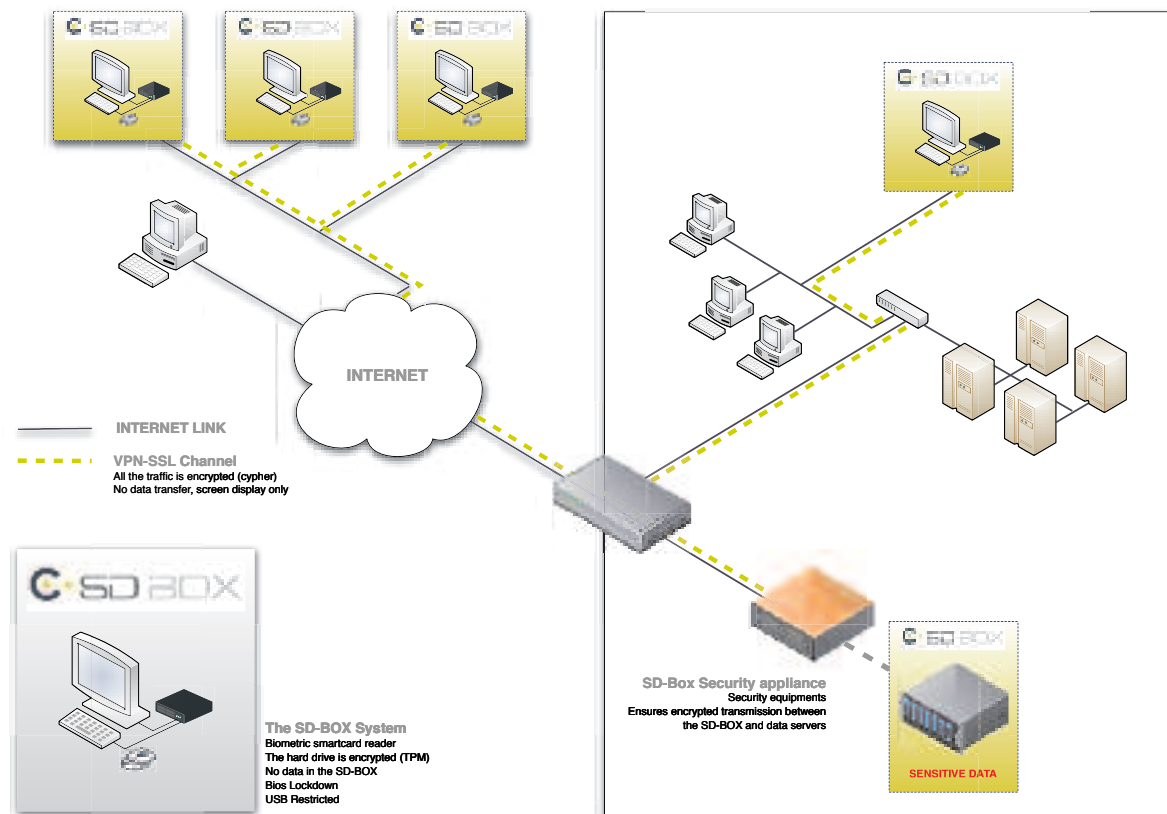 SD BOX
SD BOX
SD BOX
SD BOX
INTERNET
INTERNET LINK
VPN-SSL Channel
All the traffic is encrypted (cypher)
No data transfer, screen display only
SD BOX
The SD-BOX System
Biometric smartcard reader
The hard drive is encrypted (TPM)
No data in the SD-BOX
Bios Lockdown
USB Restricted
SD-Box Security appliance
Security equipments
Ensures encrypted transmission between
the SD-BOX and data servers
SD BOX
SENSITIVE DATA